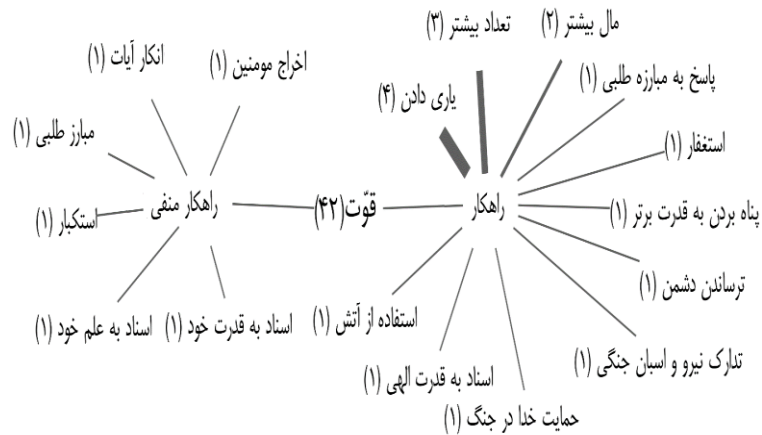 مال بیشتر (۲)
تعداد بیشتر (۳)
پاسخ به مبارزه طلبی (۱)
یاری دادن (۴)
اخراج مومنین (۱)
انکار آیات (۱)
استغفار (۱)
مبارز طلبی (۱)
پناه بردن به قدرت برتر (۱)
راهکار
قوّت(۴۲)
راهکار منفی
استکبار (۱)
ترساندن دشمن (۱)
استفاده از آتش (۱)
اسناد به قدرت خود (۱)
اسناد به علم خود (۱)
تدارک نیرو و اسبان جنگی (۱)
اسناد به قدرت الهی (۱)
حمایت خدا در جنگ (۱)